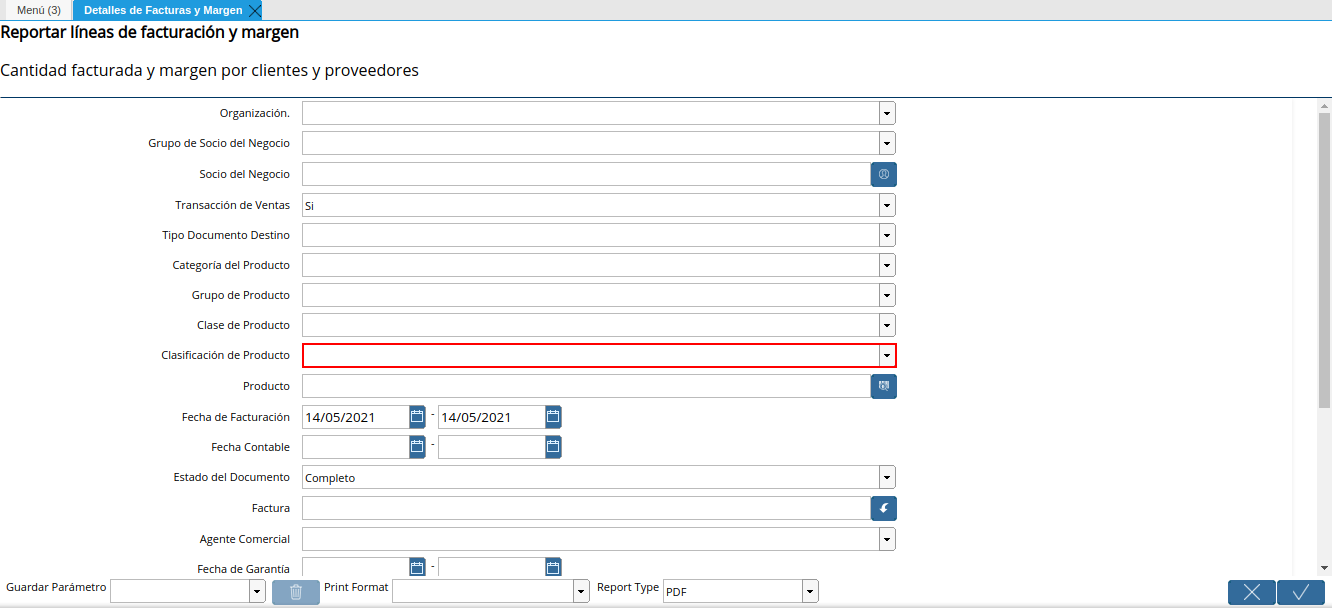 Menú (3) Detalles de Facturas y Margen
Reportar líneas de facturación y margen
Cantidad facturada y margen por clientes y proveedores
Organización.
Grupo de Socio del Negocio
Socio del Negocio
Transacción de Ventas Si
Tipo Documento Destino
Categoría del Producto
Grupo de Producto
Clase de Producto
Clasificación de Producto
Producto
Fecha de Facturación 14/05/2021 - 14/05/2021
Fecha Contable -
Estado del Documento Completo
Factura
Agente Comercial
Fecha de Garantía -
Guardar Parámetro Print Format Report Type PDF